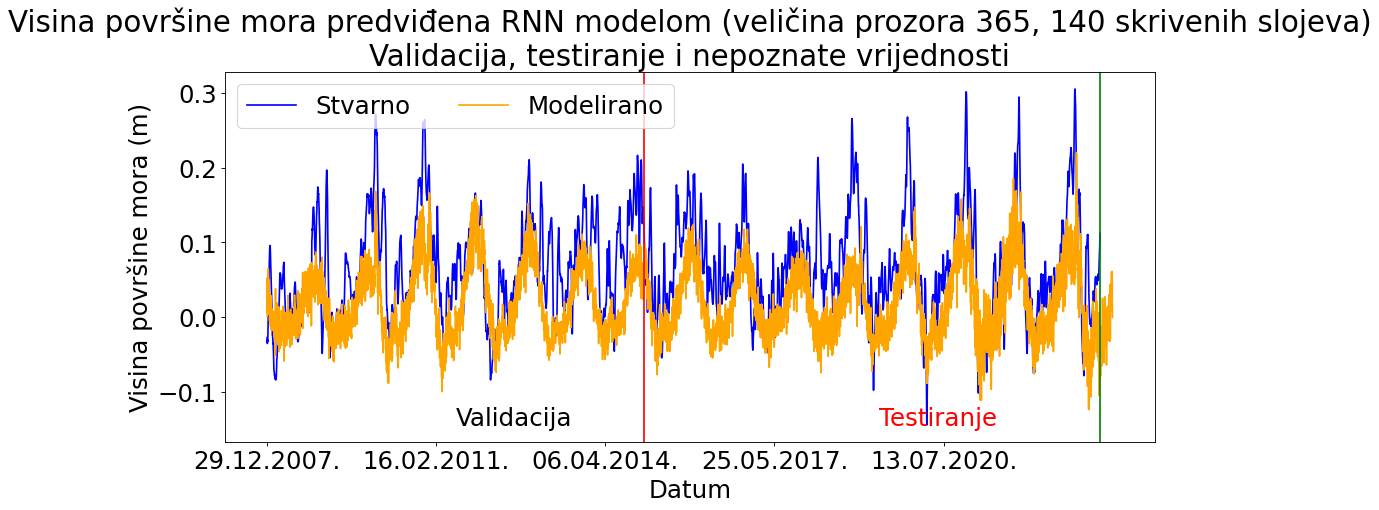 Visina površine mora predviđena RNN modelom (veličina prozora 365, 140 skrivenih slojeva)
Validacija, testiranje i nepoznate vrijednosti
Stvarno Modelirano
Visina površine mora (m)
0.3
0.2
0.1
0.0
−0.1
Validacija Testiranje
29.12.2007. 16.02.2011. 06.04.2014. 25.05.2017. 13.07.2020.
Datum